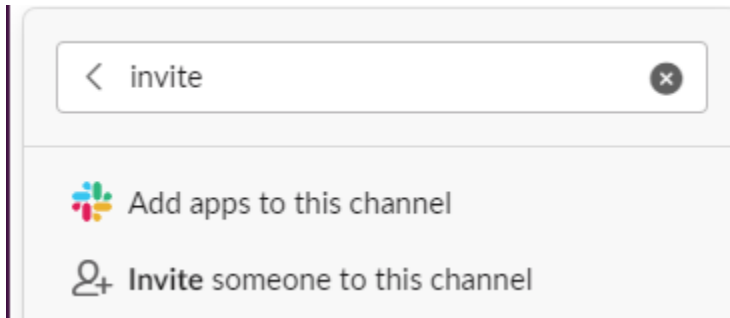 invite
Add apps to this channel
Invite someone to this channel